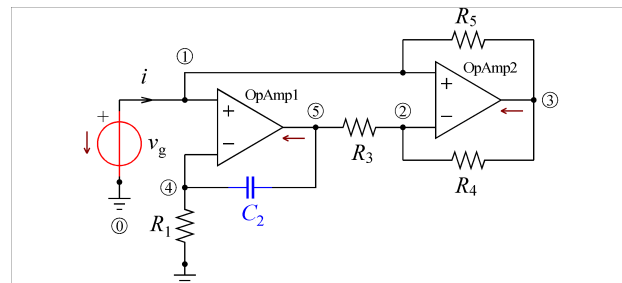 R5
①
OpAmp2
i
OpAmp1
+
+
③
+
⑤
②
−
vg
−
R3
④
R4
C2
R1
⓪